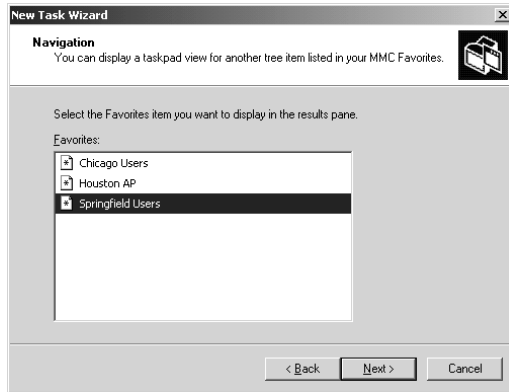 New Task Wizard
Navigation
You can display a taskpad view for another tree item listed in your MMC Favorites.
Select the Favorites item you want to display in the results pane.
Favorites:
Chicago Users
Houston AP
Springfield Users
< Back
Next >
Cancel